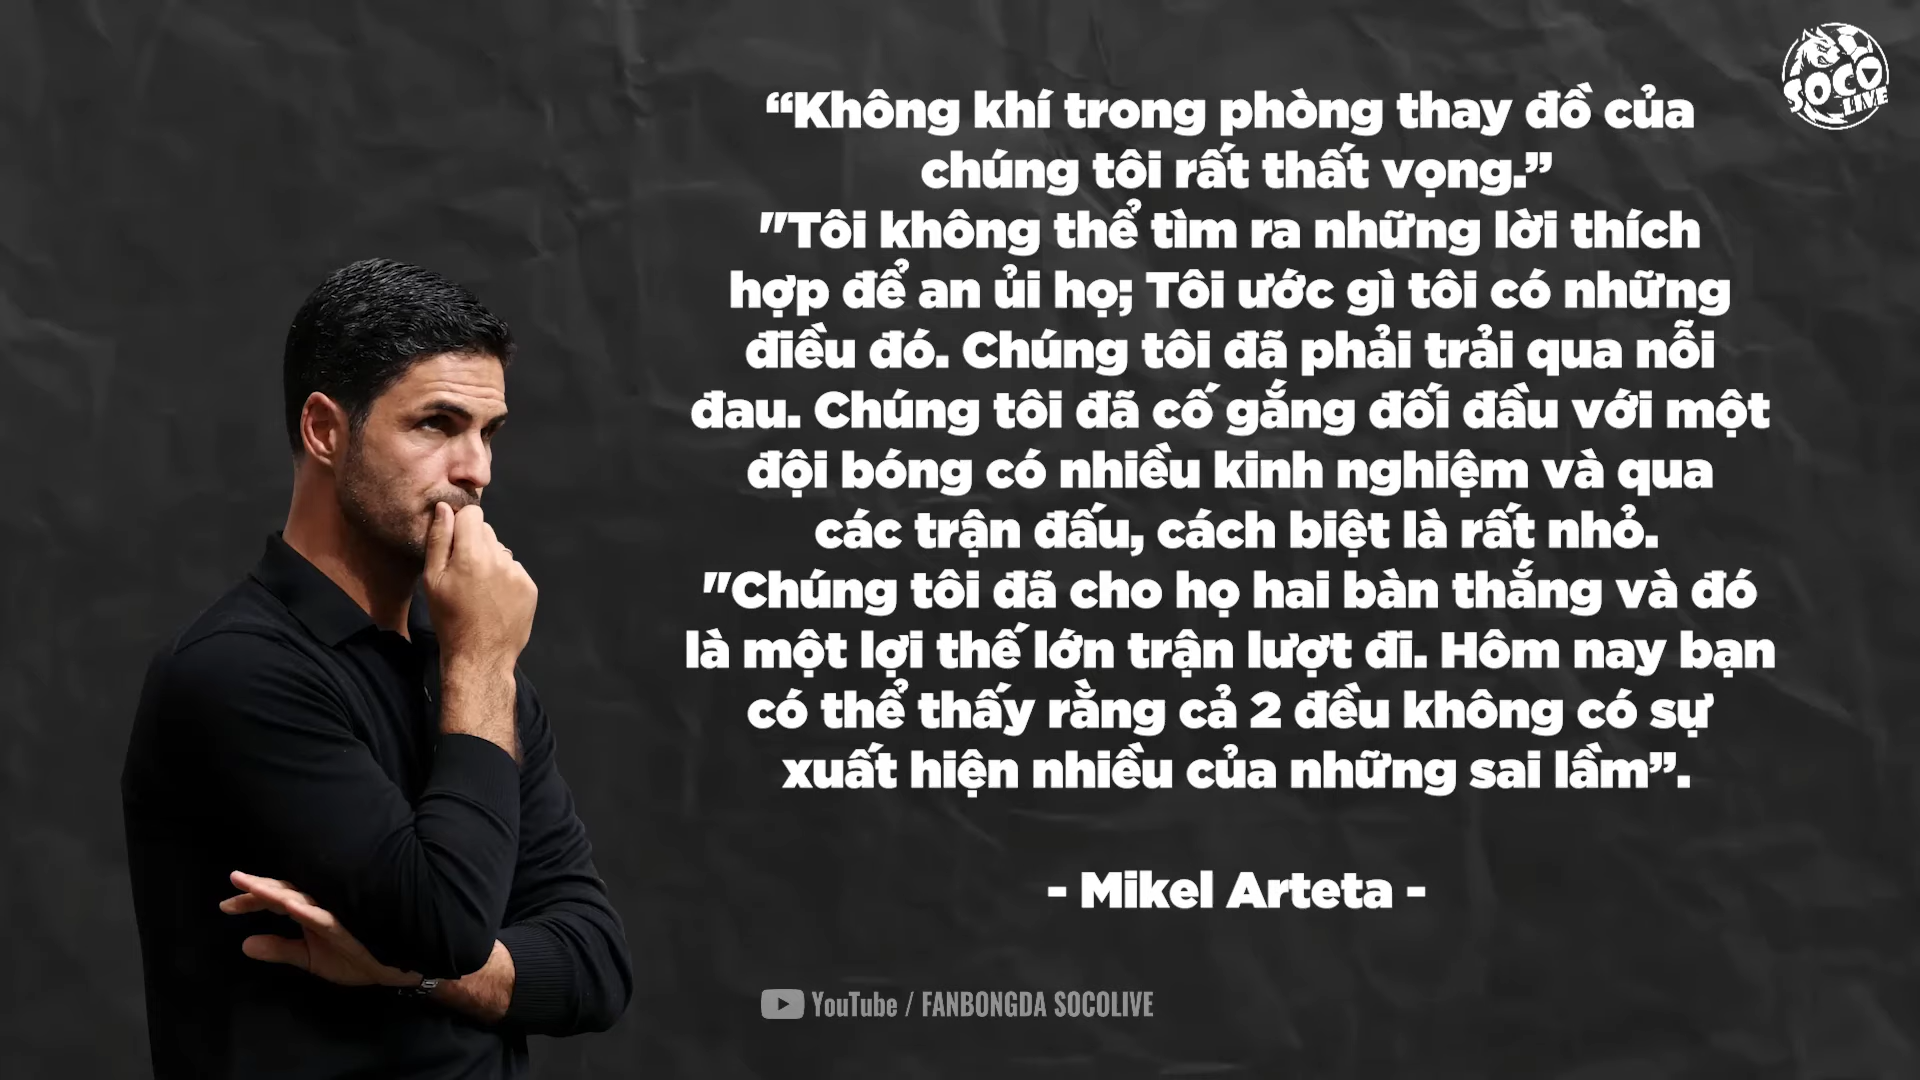 SOCO
LIVE
“Không khí trong phòng thay đồ của
chúng tôi rất thất vọng.”
"Tôi không thể tìm ra những lời thích
hợp để an ủi họ; Tôi ước gì tôi có những
điều đó. Chúng tôi đã phải trải qua nỗi
đau. Chúng tôi đã cố gắng đối đầu với một
đội bóng có nhiều kinh nghiệm và qua
các trận đấu, cách biệt là rất nhỏ.
"Chúng tôi đã cho họ hai bàn thắng và đó
là một lợi thế lớn trận lượt đi. Hôm nay bạn
có thể thấy rằng cả 2 đều không có sự
xuất hiện nhiều của những sai lầm”.
- Mikel Arteta -
YouTube / FANBONGDA SOCOLIVE